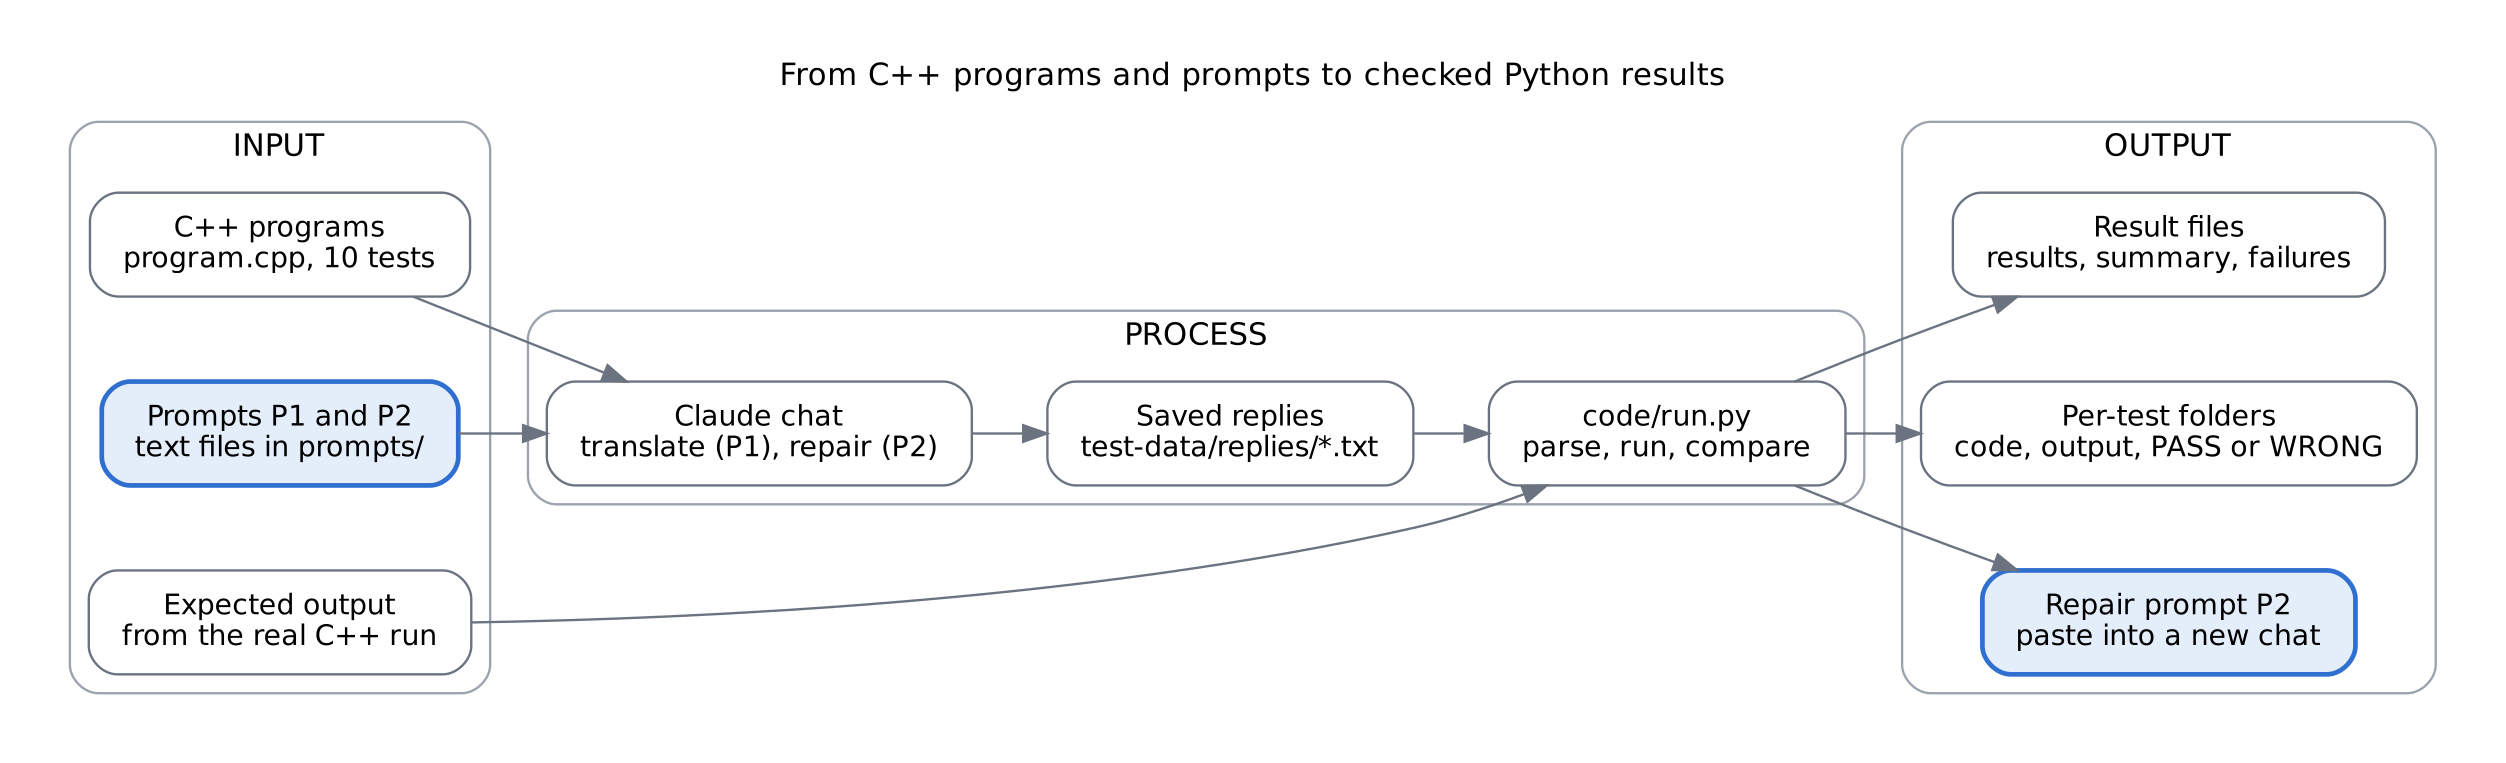 From C++ programs and prompts to checked Python results
INPUT
C++ programs
program.cpp, 10 tests
Prompts P1 and P2
text files in prompts/
Expected output
from the real C++ run
PROCESS
Claude chat
translate (P1), repair (P2)
Saved replies
test-data/replies/*.txt
code/run.py
parse, run, compare
OUTPUT
Result files
results, summary, failures
Per-test folders
code, output, PASS or WRONG
Repair prompt P2
paste into a new chat